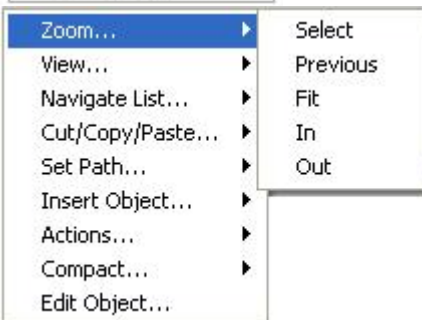 Zoom...
View...
Navigate List...
Cut/Copy/Paste...
Set Path...
Insert Object...
Actions...
Compact...
Edit Object...
Select
Previous
Fit
In
Out